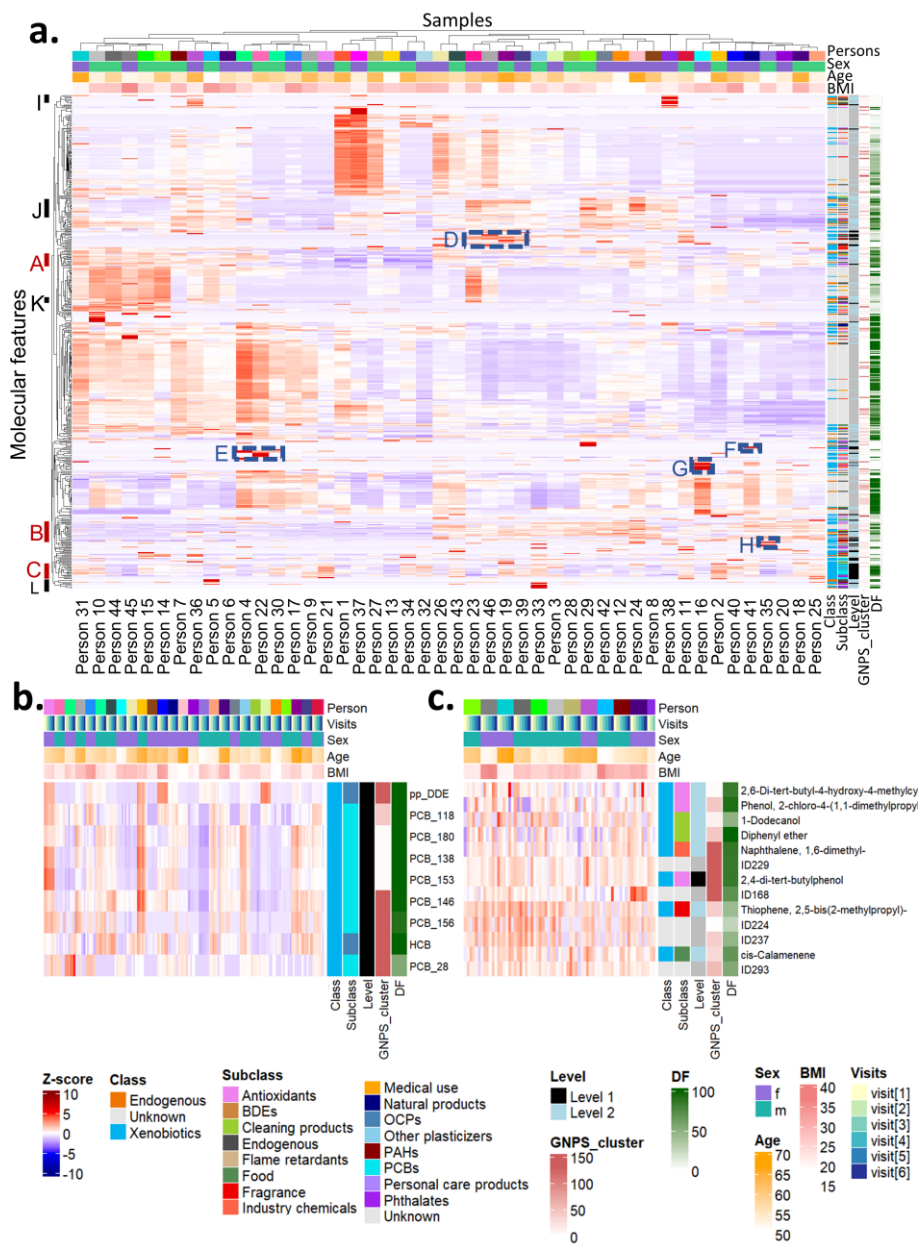 Samples
a.
Persons
Sex
Age
BMI
I
J
A
K
Molecular features
B
C
L
D
E
F
G
H
Person 31
Person 10
Person 44
Person 45
Person 15
Person 14
Person 7
Person 36
Person 5
Person 6
Person 4
Person 22
Person 30
Person 17
Person 9
Person 21
Person 1
Person 37
Person 27
Person 13
Person 34
Person 32
Person 26
Person 43
Person 23
Person 46
Person 19
Person 39
Person 33
Person 3
Person 28
Person 29
Person 42
Person 12
Person 24
Person 8
Person 38
Person 11
Person 16
Person 2
Person 40
Person 41
Person 35
Person 20
Person 18
Person 25
Class
Subclass
Level
GNPS_cluster
DF
b.
Person
Visits
Sex
Age
BMI
pp_DDE
PCB_118
PCB_180
PCB_138
PCB_153
PCB_146
PCB_156
HCB
PCB_28
Class
Subclass
Level
GNPS_cluster
DF
c.
Person
Visits
Sex
Age
BMI
2,6-Di-tert-butyl-4-hydroxy-4-methylcy
Phenol, 2-chloro-4-(1,1-dimethylpropyl
1-Dodecanol
Diphenyl ether
Naphthalene, 1,6-dimethyl-
ID229
2,4-di-tert-butylphenol
ID168
Thiophene, 2,5-bis(2-methylpropyl)-
ID224
ID237
cis-Calamenene
ID293
Class
Subclass
Level
GNPS_cluster
DF
Z-score
10
5
0
-5
-10
Class
Endogenous
Unknown
Xenobiotics
Subclass
Antioxidants
BDEs
Cleaning products
Endogenous
Flame retardants
Food
Fragrance
Industry chemicals
Medical use
Natural products
OCPs
Other plasticizers
PAHs
PCBs
Personal care products
Phthalates
Unknown
Level
Level 1
Level 2
GNPS_cluster
150
100
50
0
DF
100
50
0
Sex
f
m
Age
70
65
60
55
50
BMI
40
35
30
25
20
15
Visits
visit[1]
visit[2]
visit[3]
visit[4]
visit[5]
visit[6]